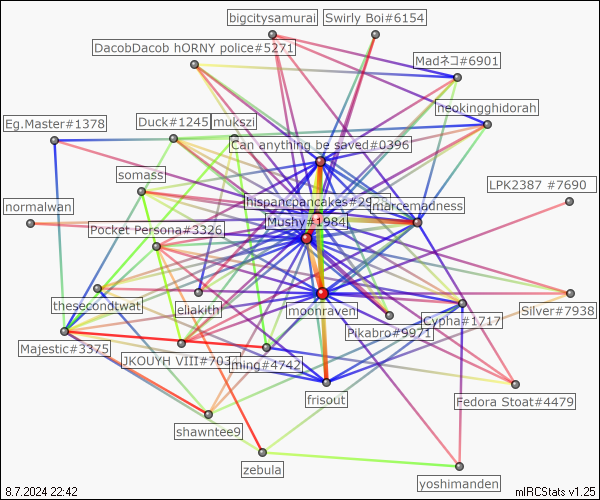 bigcitysamurai
Swirly Boi#6154
DacobDacob hORNY police#5271
Madネコ#6901
neokingghidorah
Eg.Master#1378
Duck#1245
mukszi
Can anything be saved#0396
somass
LPK2387 #7690
hispancpancakes#29
marcemadness
normalwan
Mushy#1984
Pocket Persona#3326
thesecondtwat
eliakith
moonraven
Silver#7938
Cypha#1717
Pikabro#9971
Majestic#3375
JKOUYH VIII#703
ming#4742
frisout
Fedora Stoat#4479
shawntee9
zebula
yoshimanden
8.7.2024 22:42
mIRCStats v1.25